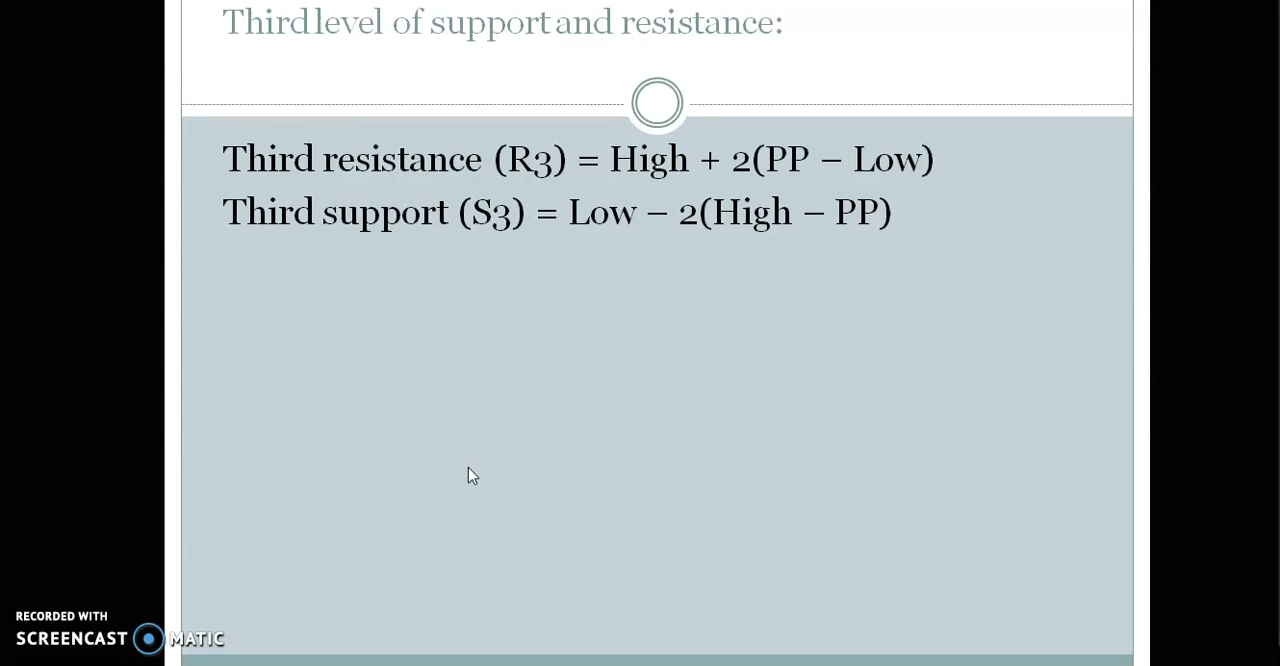 Third level of support and resistance:
Third resistance (R3) = High + 2(PP – Low)
Third support (S3) = Low – 2(High – PP)
RECORDED WITH
SCREENCAST MATIC